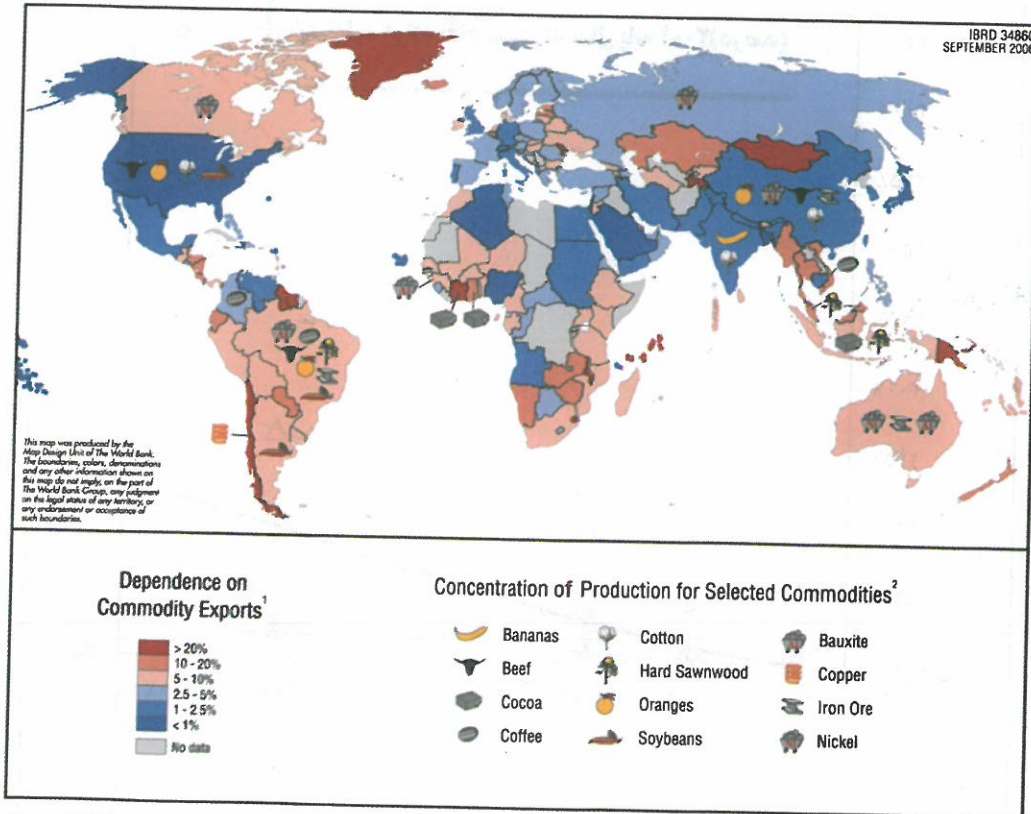 IBRD 34860
SEPTEMBER 2006
This map was produced by the
Map Design Unit of The World Bank.
The boundaries, colors, denominations
and any other information shown on
this map do not imply, on the part of
The World Bank Group, any judgment
on the legal status of any territory, or
any endorsement or acceptance of
such boundaries.
Dependence on
Commodity Exports¹
> 20%
10 - 20%
5 - 10%
2.5 - 5%
1 - 2.5%
< 1%
No data
Concentration of Production for Selected Commodities²
Bananas
Beef
Cocoa
Coffee
Cotton
Hard Sawnwood
Oranges
Soybeans
Bauxite
Copper
Iron Ore
Nickel